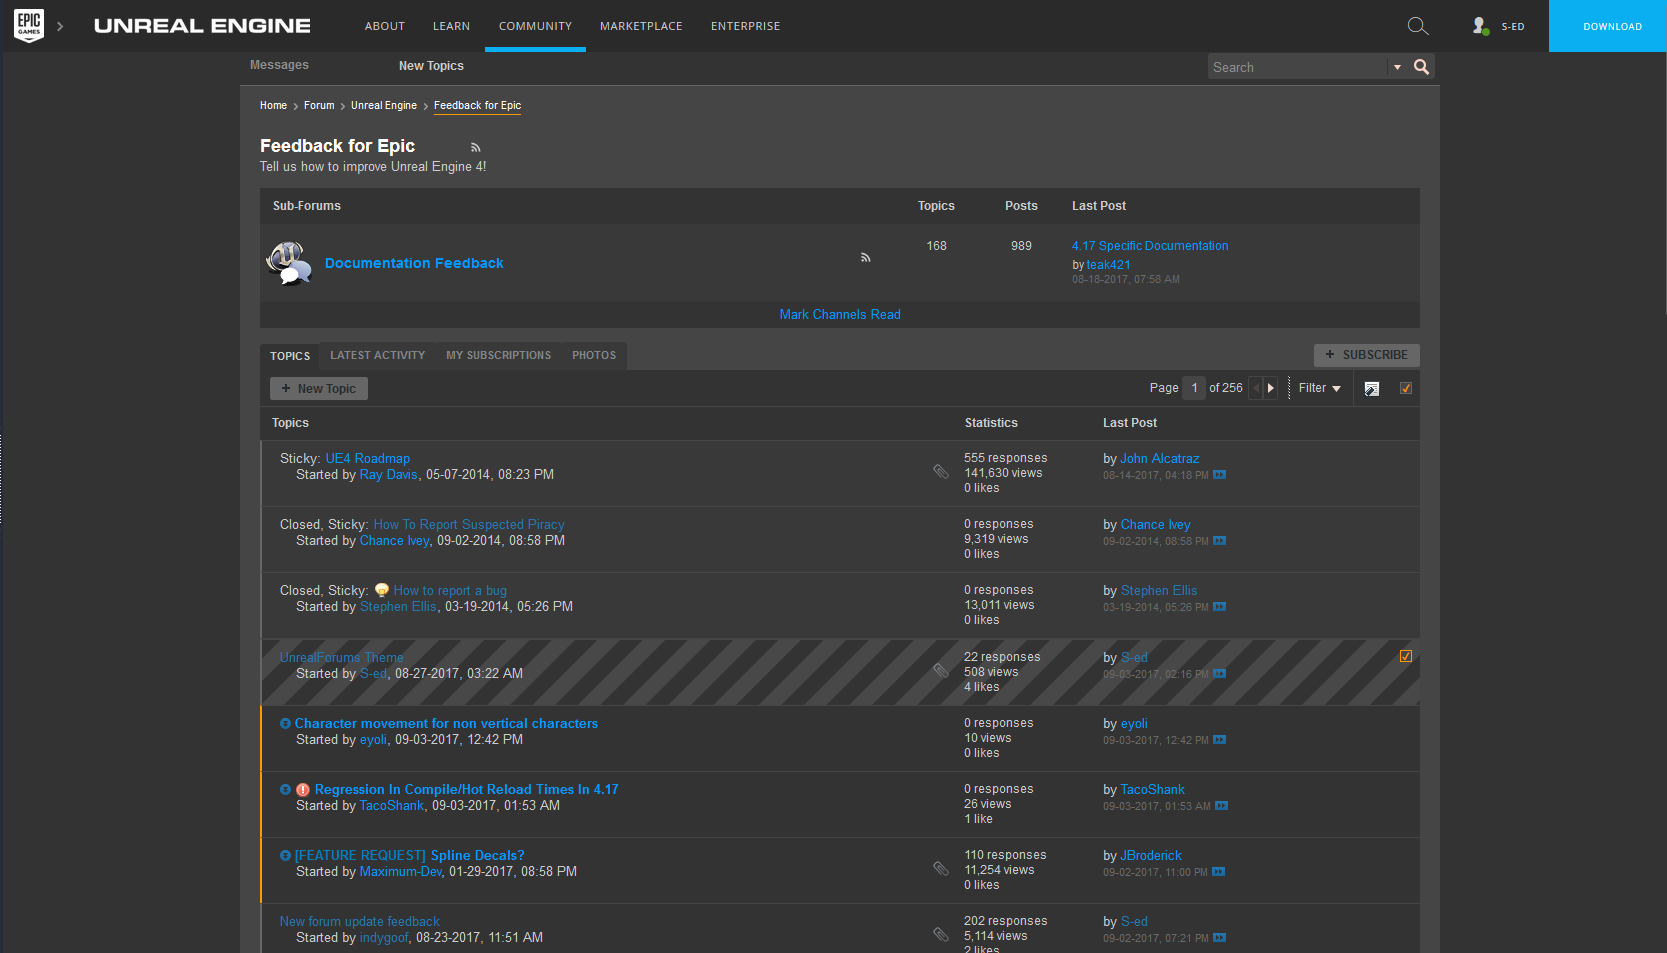 EPIC GAMES
UNREAL ENGINE
ABOUT LEARN COMMUNITY MARKETPLACE ENTERPRISE
S-ED
DOWNLOAD
Messages New Topics
Search
Home Forum Unreal Engine Feedback for Epic
Feedback for Epic
Tell us how to improve Unreal Engine 4!
Sub-Forums Topics Posts Last Post
Documentation Feedback
168 989
4.17 Specific Documentation
by teak421
08-18-2017, 07:58 AM
Mark Channels Read
TOPICS LATEST ACTIVITY MY SUBSCRIPTIONS PHOTOS
+ SUBSCRIBE
+ New Topic
Page 1 of 256 Filter
Topics Statistics Last Post
Sticky: UE4 Roadmap
Started by Ray Davis, 05-07-2014, 08:23 PM
555 responses
141,630 views
0 likes
by John Alcatraz
08-14-2017, 04:18 PM
Closed, Sticky: How To Report Suspected Piracy
Started by Chance Ivey, 09-02-2014, 08:58 PM
0 responses
9,319 views
0 likes
by Chance Ivey
09-02-2014, 08:58 PM
Closed, Sticky: How to report a bug
Started by Stephen Ellis, 03-19-2014, 05:26 PM
0 responses
13,011 views
0 likes
by Stephen Ellis
03-19-2014, 05:26 PM
UnrealForums Theme
Started by S-ed, 08-27-2017, 03:22 AM
22 responses
508 views
4 likes
by S-ed
09-03-2017, 02:16 PM
Character movement for non vertical characters
Started by eyoli, 09-03-2017, 12:42 PM
0 responses
10 views
0 likes
by eyoli
09-03-2017, 12:42 PM
Regression In Compile/Hot Reload Times In 4.17
Started by TacoShank, 09-03-2017, 01:53 AM
0 responses
26 views
1 like
by TacoShank
09-03-2017, 01:53 AM
[FEATURE REQUEST] Spline Decals?
Started by Maximum-Dev, 01-29-2017, 08:58 PM
110 responses
11,254 views
0 likes
by JBroderick
09-02-2017, 11:00 PM
New forum update feedback
Started by indygoof, 08-23-2017, 11:51 AM
202 responses
5,114 views
2 likes
by S-ed
09-02-2017, 07:21 PM